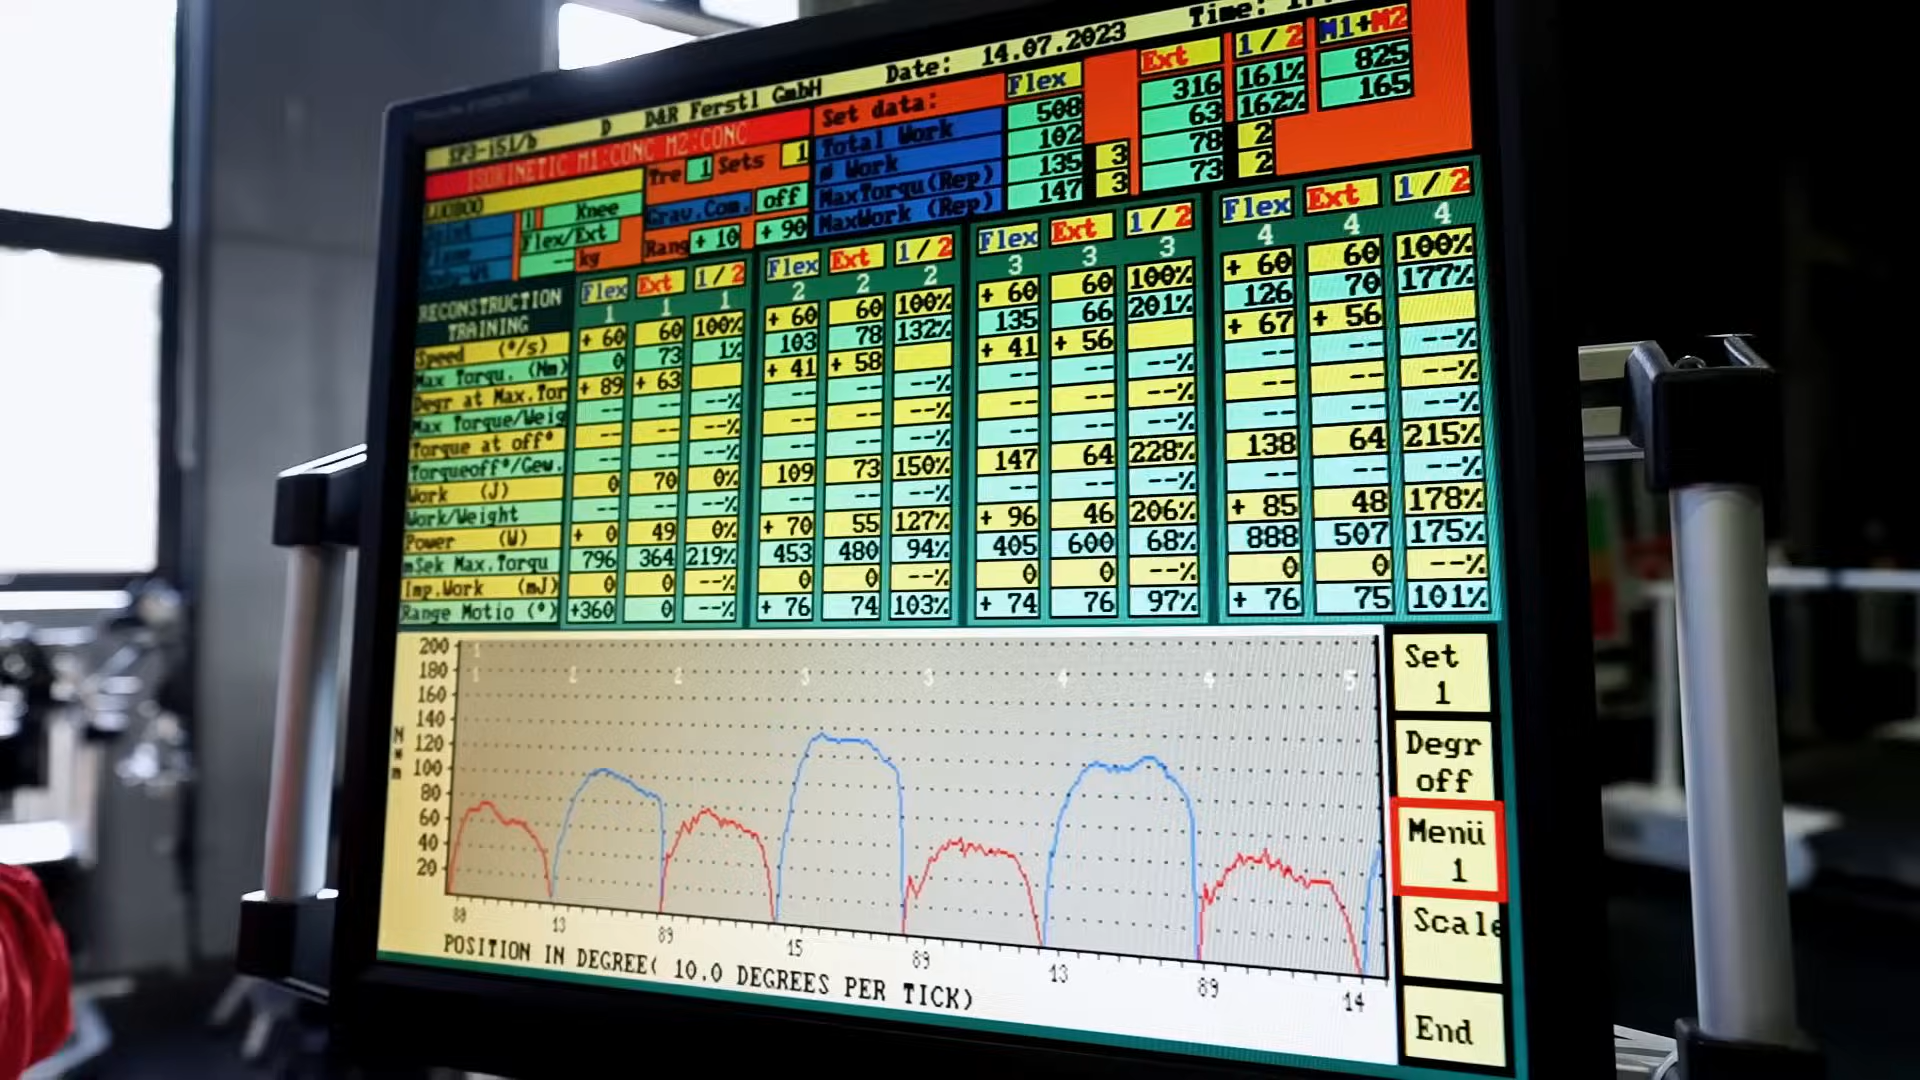 Date: 14.07.2023 Time:
SP3-iSI/b D D&R Ferstl GmbH
ISOKINETIC M1:CONC M2:CONC
Tre 1 Sets 1
Knee
Flex/Ext
-- kg
Grav.Com. off
Rang + 10 + 90
Set data: Flex Ext 1/2 M1+M2
Total Work 508 316 161% 825
# Work 102 63 162% 165
MaxTorqu(Rep) 135 3 78 2
MaxWork (Rep) 147 3 73 2
RECONSTRUCTION
TRAINING
Flex Ext 1/2 Flex Ext 1/2 Flex Ext 1/2 Flex Ext 1/2
1 1 1 2 2 2 3 3 3 4 4 4
Speed (°/s) + 60 60 100% + 60 60 100% + 60 60 100% + 60 60 100%
Max Torqu. (Nm) 0 73 1% 103 78 132% 135 66 201% 126 70 177%
Degr at Max.Tor + 89 + 63 + 41 + 58 + 41 + 56 + 67 + 56
Max Torque/Weig -- -- --% -- -- --% -- -- --% -- -- --%
Torque at off° -- -- --% -- -- --% -- -- --% -- -- --%
Torqueoff°/Gew. -- -- --% -- -- --% -- -- --% -- -- --%
Work (J) 0 70 0% 109 73 150% 147 64 228% 138 64 215%
Work/Weight -- -- --% -- -- --% -- -- --% -- -- --%
Power (W) + 0 49 0% + 70 55 127% + 96 46 206% + 85 48 178%
mSek Max.Torqu 796 364 219% 453 480 94% 405 600 68% 888 507 175%
Imp.Work (mJ) 0 0 --% 0 0 --% 0 0 --% 0 0 --%
Range Motio (°) +360 0 --% + 76 74 103% + 74 76 97% + 76 75 101%
200
180
160
140
120
100
80
60
40
20
N
*
m
1 2 2 3 3 4 4 5
1
88 13 89 15 89 13 89 14
POSITION IN DEGREE( 10.0 DEGREES PER TICK)
Set
1
Degr
off
Menü
1
Scale
End